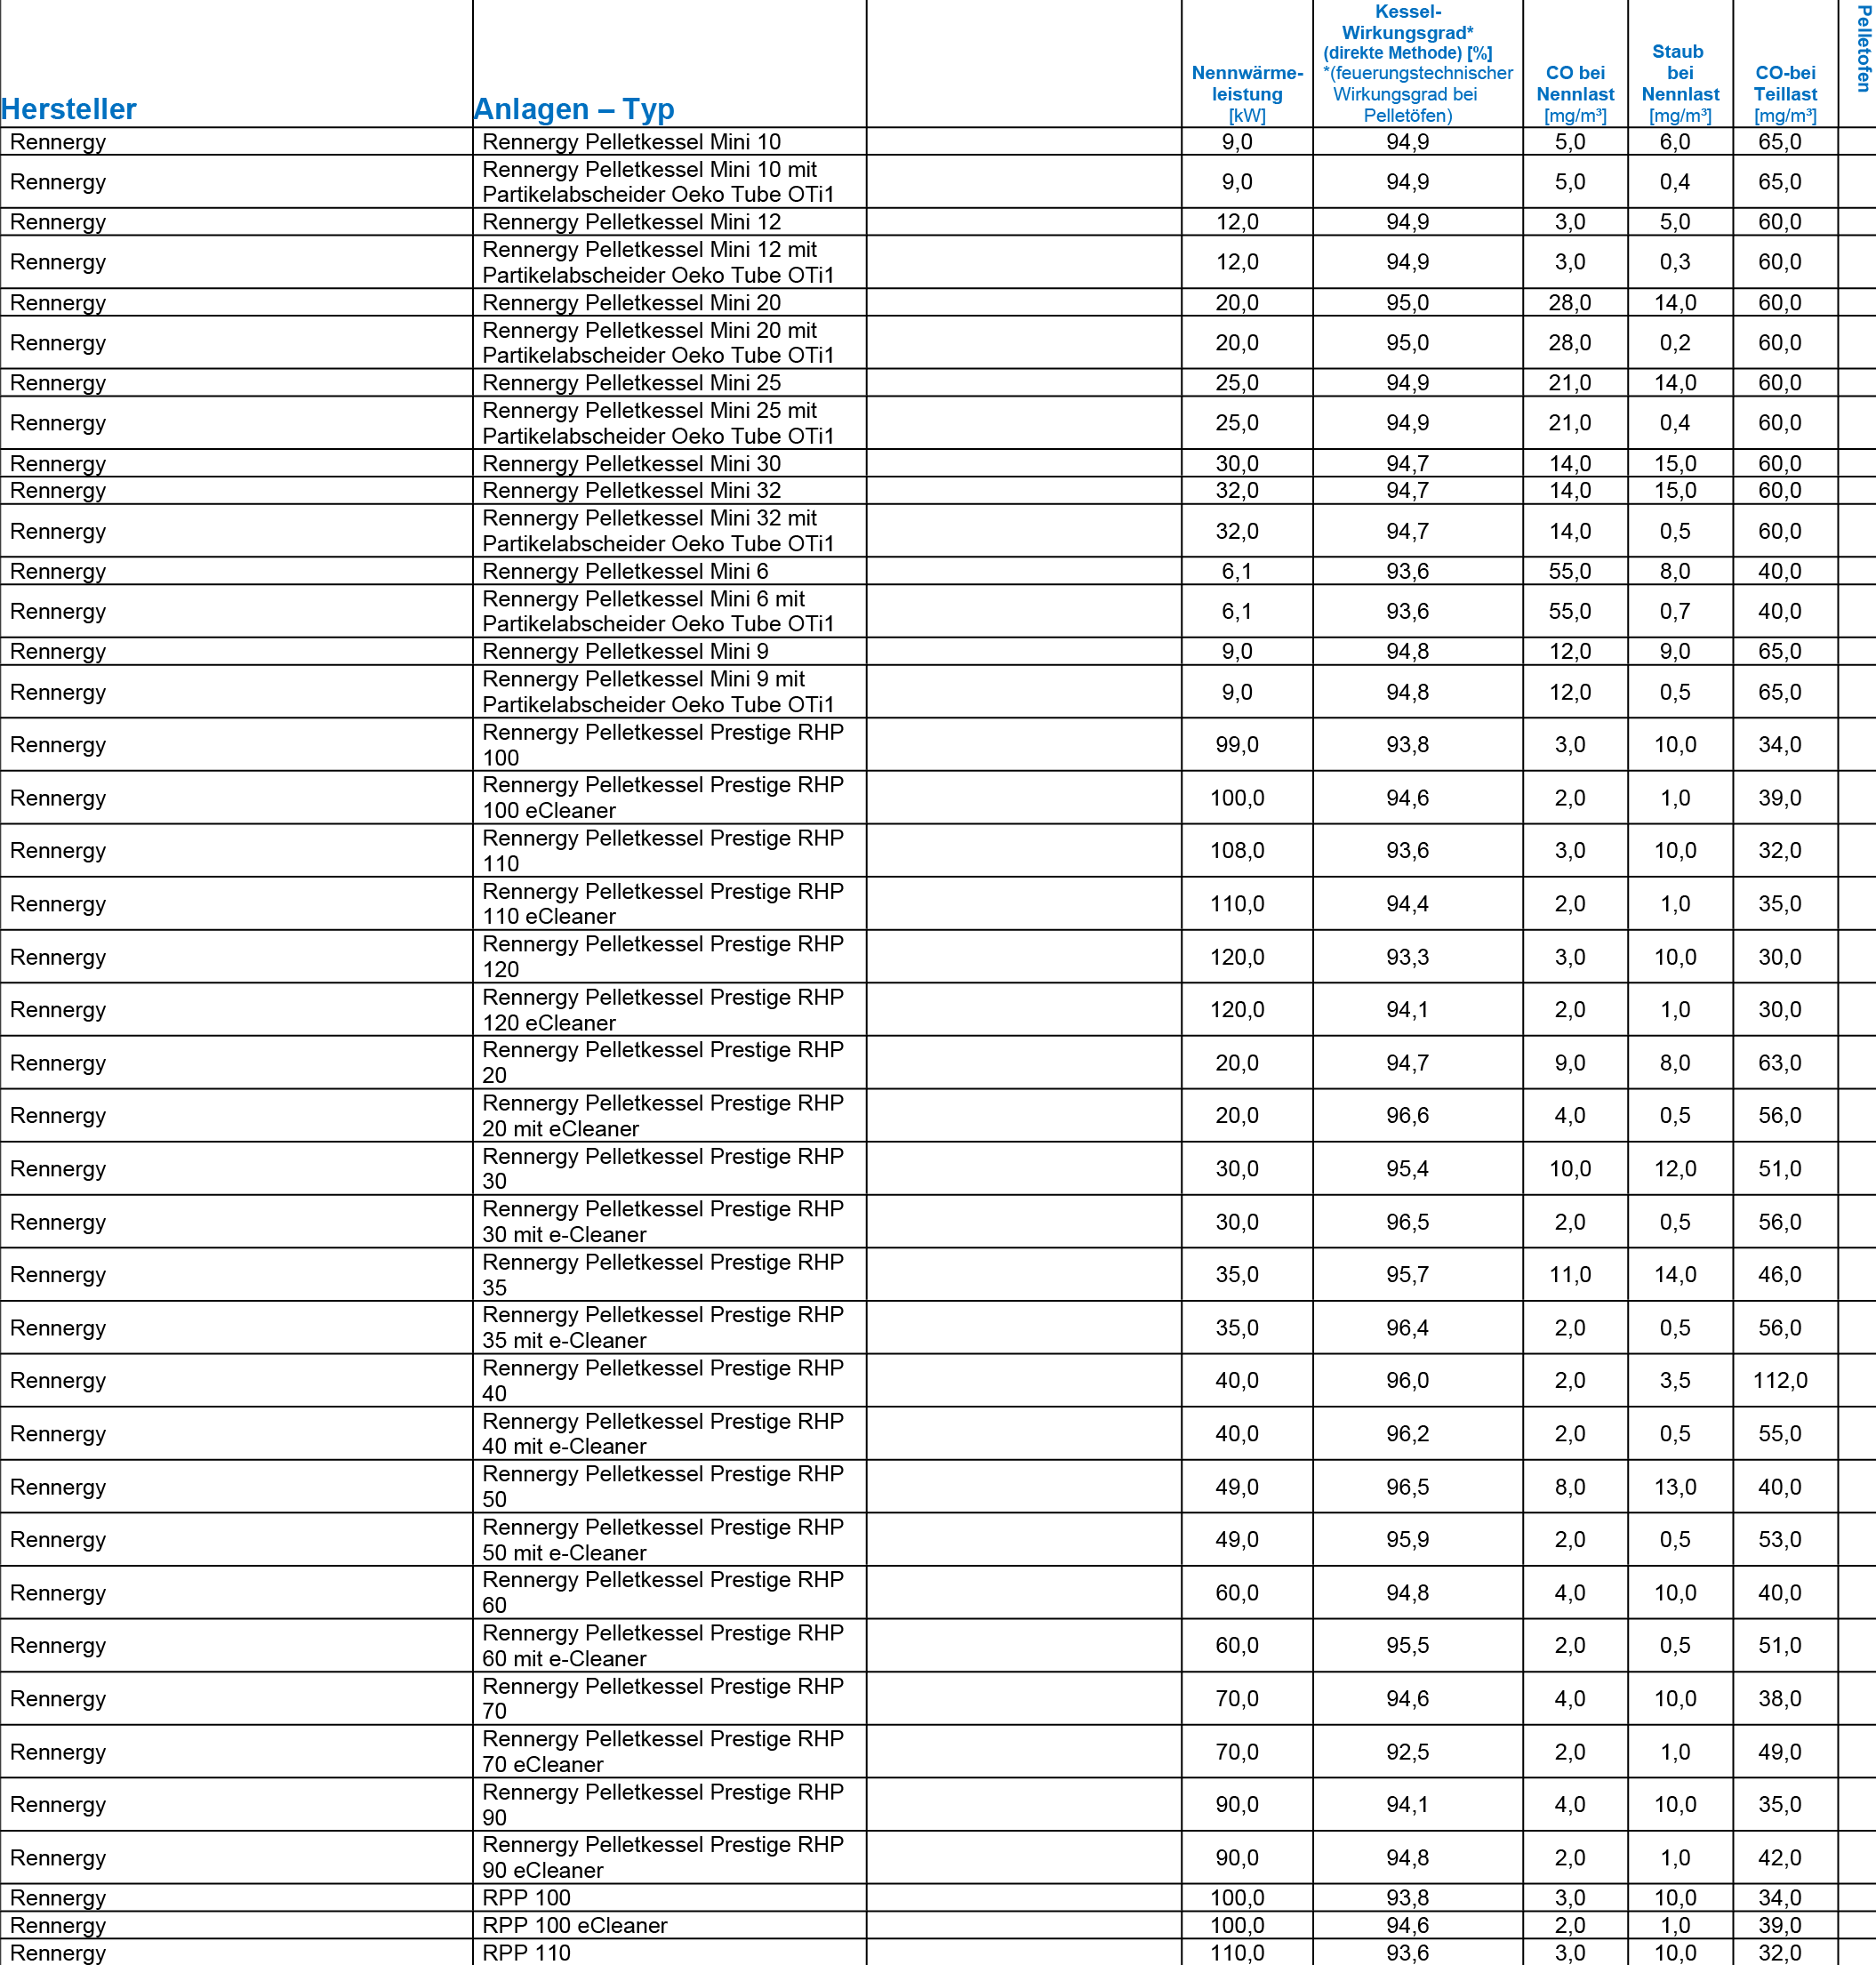 Hersteller
Anlagen – Typ
Nennwärme-
leistung
[kW]
Kessel-
Wirkungsgrad*
(direkte Methode) [%]
*(feuerungstechnischer
Wirkungsgrad bei
Pelletöfen)
CO bei
Nennlast
[mg/m³]
Staub
bei
Nennlast
[mg/m³]
CO-bei
Teillast
[mg/m³]
Pelletofen
Rennergy Rennergy Pelletkessel Mini 10 9,0 94,9 5,0 6,0 65,0
Rennergy Rennergy Pelletkessel Mini 10 mit
Partikelabscheider Oeko Tube OTi1 9,0 94,9 5,0 0,4 65,0
Rennergy Rennergy Pelletkessel Mini 12 12,0 94,9 3,0 5,0 60,0
Rennergy Rennergy Pelletkessel Mini 12 mit
Partikelabscheider Oeko Tube OTi1 12,0 94,9 3,0 0,3 60,0
Rennergy Rennergy Pelletkessel Mini 20 20,0 95,0 28,0 14,0 60,0
Rennergy Rennergy Pelletkessel Mini 20 mit
Partikelabscheider Oeko Tube OTi1 20,0 95,0 28,0 0,2 60,0
Rennergy Rennergy Pelletkessel Mini 25 25,0 94,9 21,0 14,0 60,0
Rennergy Rennergy Pelletkessel Mini 25 mit
Partikelabscheider Oeko Tube OTi1 25,0 94,9 21,0 0,4 60,0
Rennergy Rennergy Pelletkessel Mini 30 30,0 94,7 14,0 15,0 60,0
Rennergy Rennergy Pelletkessel Mini 32 32,0 94,7 14,0 15,0 60,0
Rennergy Rennergy Pelletkessel Mini 32 mit
Partikelabscheider Oeko Tube OTi1 32,0 94,7 14,0 0,5 60,0
Rennergy Rennergy Pelletkessel Mini 6 6,1 93,6 55,0 8,0 40,0
Rennergy Rennergy Pelletkessel Mini 6 mit
Partikelabscheider Oeko Tube OTi1 6,1 93,6 55,0 0,7 40,0
Rennergy Rennergy Pelletkessel Mini 9 9,0 94,8 12,0 9,0 65,0
Rennergy Rennergy Pelletkessel Mini 9 mit
Partikelabscheider Oeko Tube OTi1 9,0 94,8 12,0 0,5 65,0
Rennergy Rennergy Pelletkessel Prestige RHP
100 99,0 93,8 3,0 10,0 34,0
Rennergy Rennergy Pelletkessel Prestige RHP
100 eCleaner 100,0 94,6 2,0 1,0 39,0
Rennergy Rennergy Pelletkessel Prestige RHP
110 108,0 93,6 3,0 10,0 32,0
Rennergy Rennergy Pelletkessel Prestige RHP
110 eCleaner 110,0 94,4 2,0 1,0 35,0
Rennergy Rennergy Pelletkessel Prestige RHP
120 120,0 93,3 3,0 10,0 30,0
Rennergy Rennergy Pelletkessel Prestige RHP
120 eCleaner 120,0 94,1 2,0 1,0 30,0
Rennergy Rennergy Pelletkessel Prestige RHP
20 20,0 94,7 9,0 8,0 63,0
Rennergy Rennergy Pelletkessel Prestige RHP
20 mit eCleaner 20,0 96,6 4,0 0,5 56,0
Rennergy Rennergy Pelletkessel Prestige RHP
30 30,0 95,4 10,0 12,0 51,0
Rennergy Rennergy Pelletkessel Prestige RHP
30 mit e-Cleaner 30,0 96,5 2,0 0,5 56,0
Rennergy Rennergy Pelletkessel Prestige RHP
35 35,0 95,7 11,0 14,0 46,0
Rennergy Rennergy Pelletkessel Prestige RHP
35 mit e-Cleaner 35,0 96,4 2,0 0,5 56,0
Rennergy Rennergy Pelletkessel Prestige RHP
40 40,0 96,0 2,0 3,5 112,0
Rennergy Rennergy Pelletkessel Prestige RHP
40 mit e-Cleaner 40,0 96,2 2,0 0,5 55,0
Rennergy Rennergy Pelletkessel Prestige RHP
50 49,0 96,5 8,0 13,0 40,0
Rennergy Rennergy Pelletkessel Prestige RHP
50 mit e-Cleaner 49,0 95,9 2,0 0,5 53,0
Rennergy Rennergy Pelletkessel Prestige RHP
60 60,0 94,8 4,0 10,0 40,0
Rennergy Rennergy Pelletkessel Prestige RHP
60 mit e-Cleaner 60,0 95,5 2,0 0,5 51,0
Rennergy Rennergy Pelletkessel Prestige RHP
70 70,0 94,6 4,0 10,0 38,0
Rennergy Rennergy Pelletkessel Prestige RHP
70 eCleaner 70,0 92,5 2,0 1,0 49,0
Rennergy Rennergy Pelletkessel Prestige RHP
90 90,0 94,1 4,0 10,0 35,0
Rennergy Rennergy Pelletkessel Prestige RHP
90 eCleaner 90,0 94,8 2,0 1,0 42,0
Rennergy RPP 100 100,0 93,8 3,0 10,0 34,0
Rennergy RPP 100 eCleaner 100,0 94,6 2,0 1,0 39,0
Rennergy RPP 110 110,0 93,6 3,0 10,0 32,0